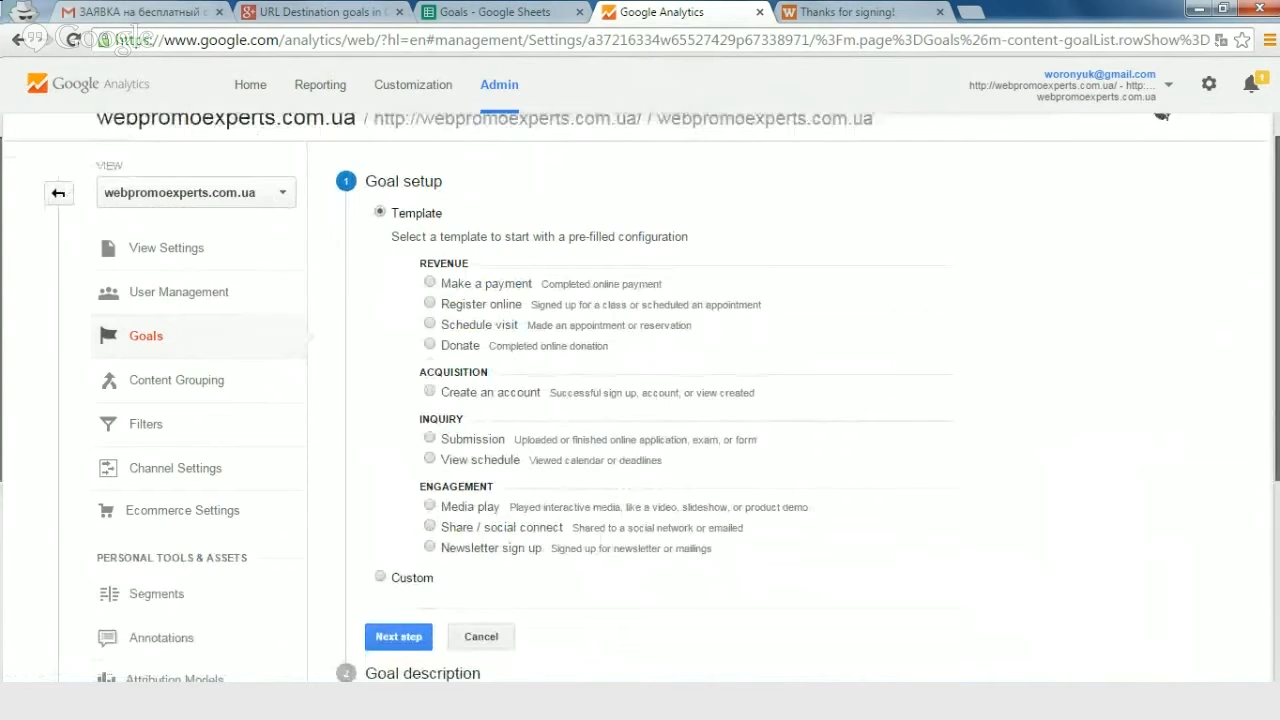 ЗАЯВКА на бесплатный с
URL Destination goals in
Goals - Google Sheets
Google Analytics
Thanks for signing!
Google
https://www.google.com/analytics/web/?hl=en#management/Settings/a37216334w65527429p67338971/%3Fm.page%3DGoals%26m-content-goalList.rowShow%3D
Google Analytics
Home
Reporting
Customization
Admin
woronyuk@gmail.com
http://webpromoexperts.com.ua/ - http:...
webpromoexperts.com.ua
1
webpromoexperts.com.ua / http://webpromoexperts.com.ua/ / webpromoexperts.com.ua
VIEW
webpromoexperts.com.ua
View Settings
User Management
Goals
Content Grouping
Filters
Channel Settings
Ecommerce Settings
PERSONAL TOOLS & ASSETS
Segments
Annotations
Attribution Models
1 Goal setup
Template
Select a template to start with a pre-filled configuration
REVENUE
Make a payment Completed online payment
Register online Signed up for a class or scheduled an appointment
Schedule visit Made an appointment or reservation
Donate Completed online donation
ACQUISITION
Create an account Successful sign up, account, or view created
INQUIRY
Submission Uploaded or finished online application, exam, or form
View schedule Viewed calendar or deadlines
ENGAGEMENT
Media play Played interactive media, like a video, slideshow, or product demo
Share / social connect Shared to a social network or emailed
Newsletter sign up Signed up for newsletter or mailings
Custom
Next step
Cancel
2 Goal description